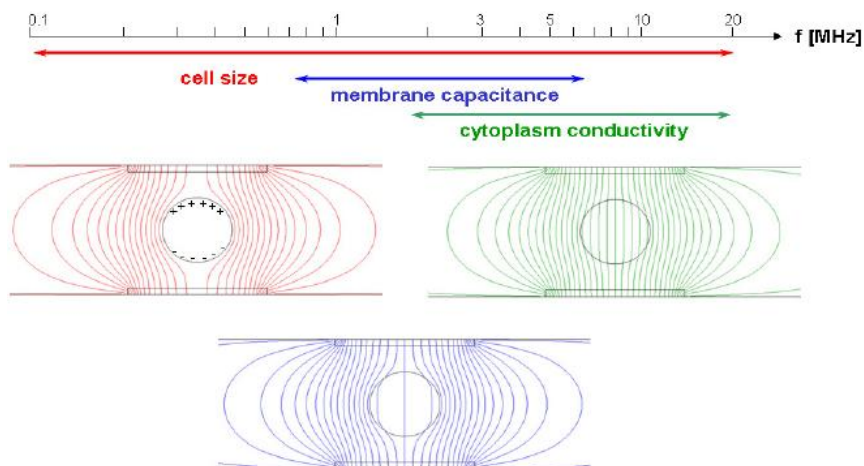 0.1 1 3 5 10 20
f [MHz]
cell size
membrane capacitance
cytoplasm conductivity
+ + + + + +
- - - - - -